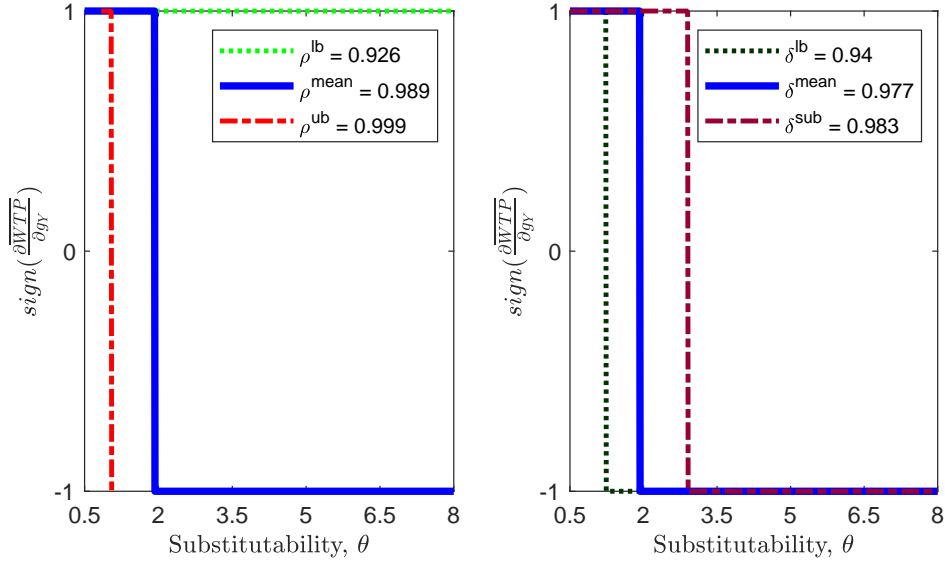 1
0
-1
0.5
2
3.5
5
6.5
8
Substitutability, θ
sign(∂WTP/∂g_Y)
ρ^lb = 0.926
ρ^mean = 0.989
ρ^ub = 0.999
1
0
-1
0.5
2
3.5
5
6.5
8
Substitutability, θ
sign(∂WTP/∂g_Y)
δ^lb = 0.94
δ^mean = 0.977
δ^sub = 0.983